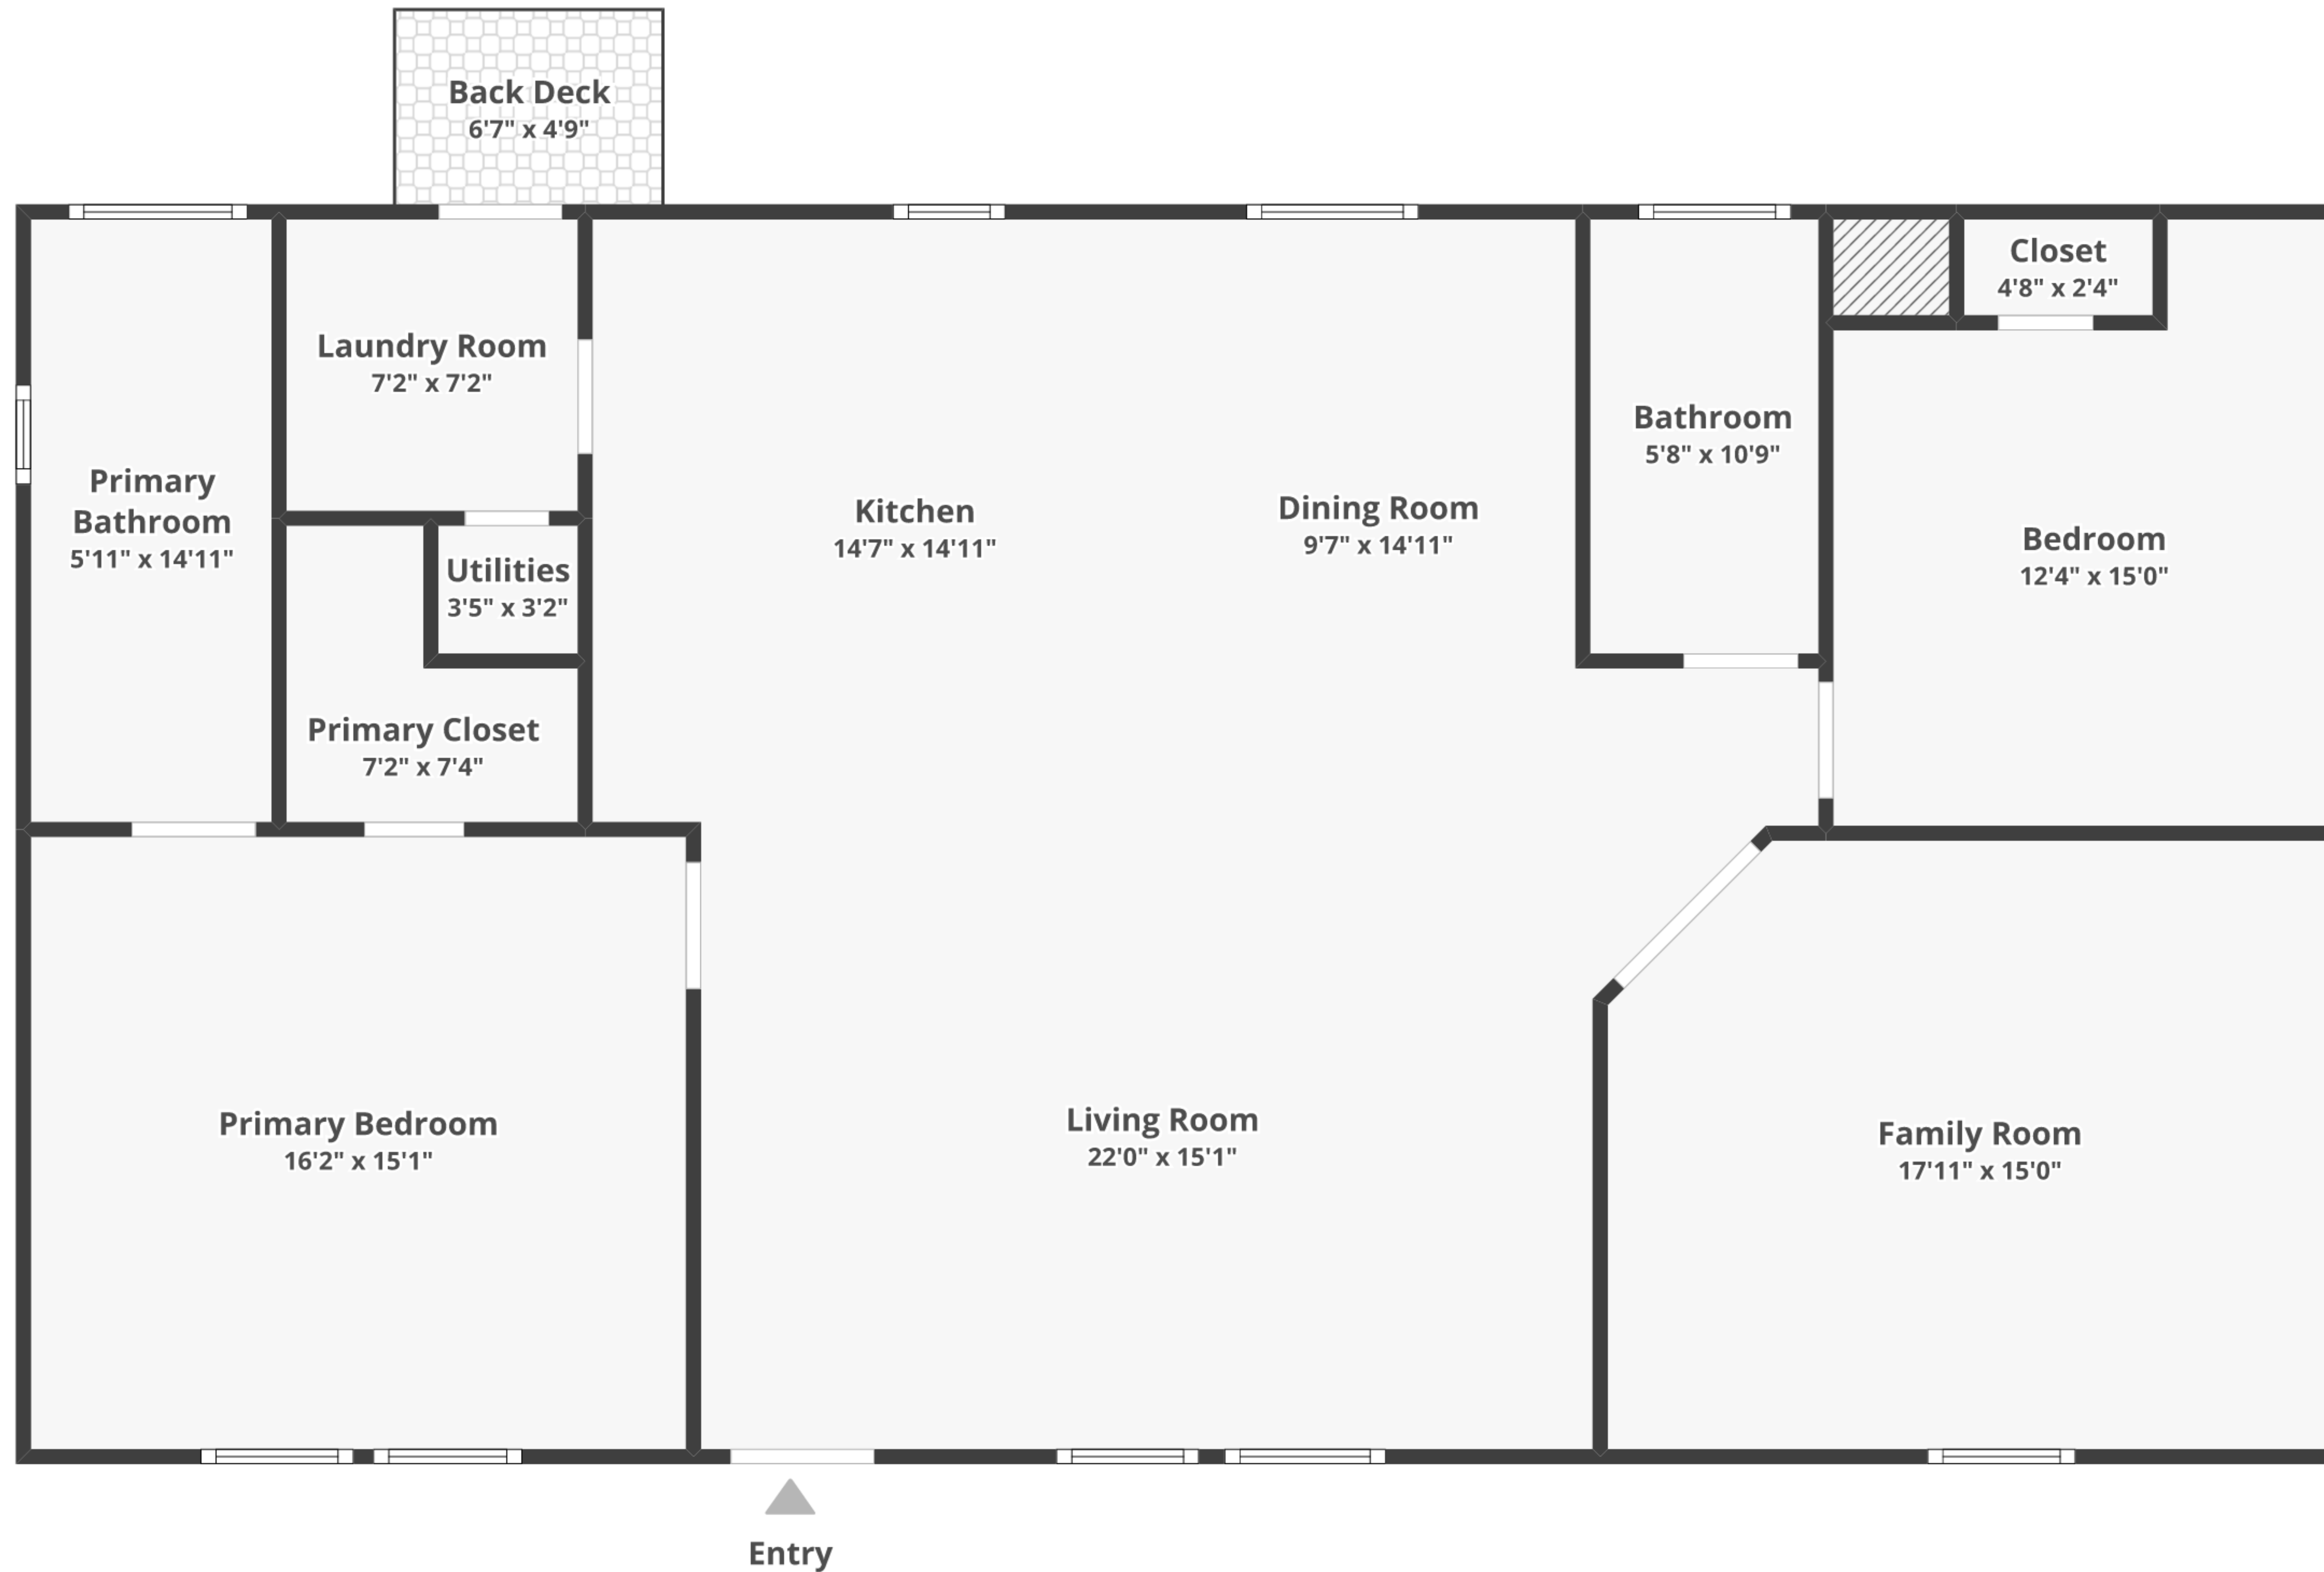 Back Deck
6'7" x 4'9"
Closet
4'8" x 2'4"
Laundry Room
7'2" x 7'2"
Bathroom
5'8" x 10'9"
Primary
Bathroom
5'11" x 14'11"
Kitchen
14'7" x 14'11"
Dining Room
9'7" x 14'11"
Bedroom
12'4" x 15'0"
Utilities
3'5" x 3'2"
Primary Closet
7'2" x 7'4"
Primary Bedroom
16'2" x 15'1"
Living Room
22'0" x 15'1"
Family Room
17'11" x 15'0"
Entry